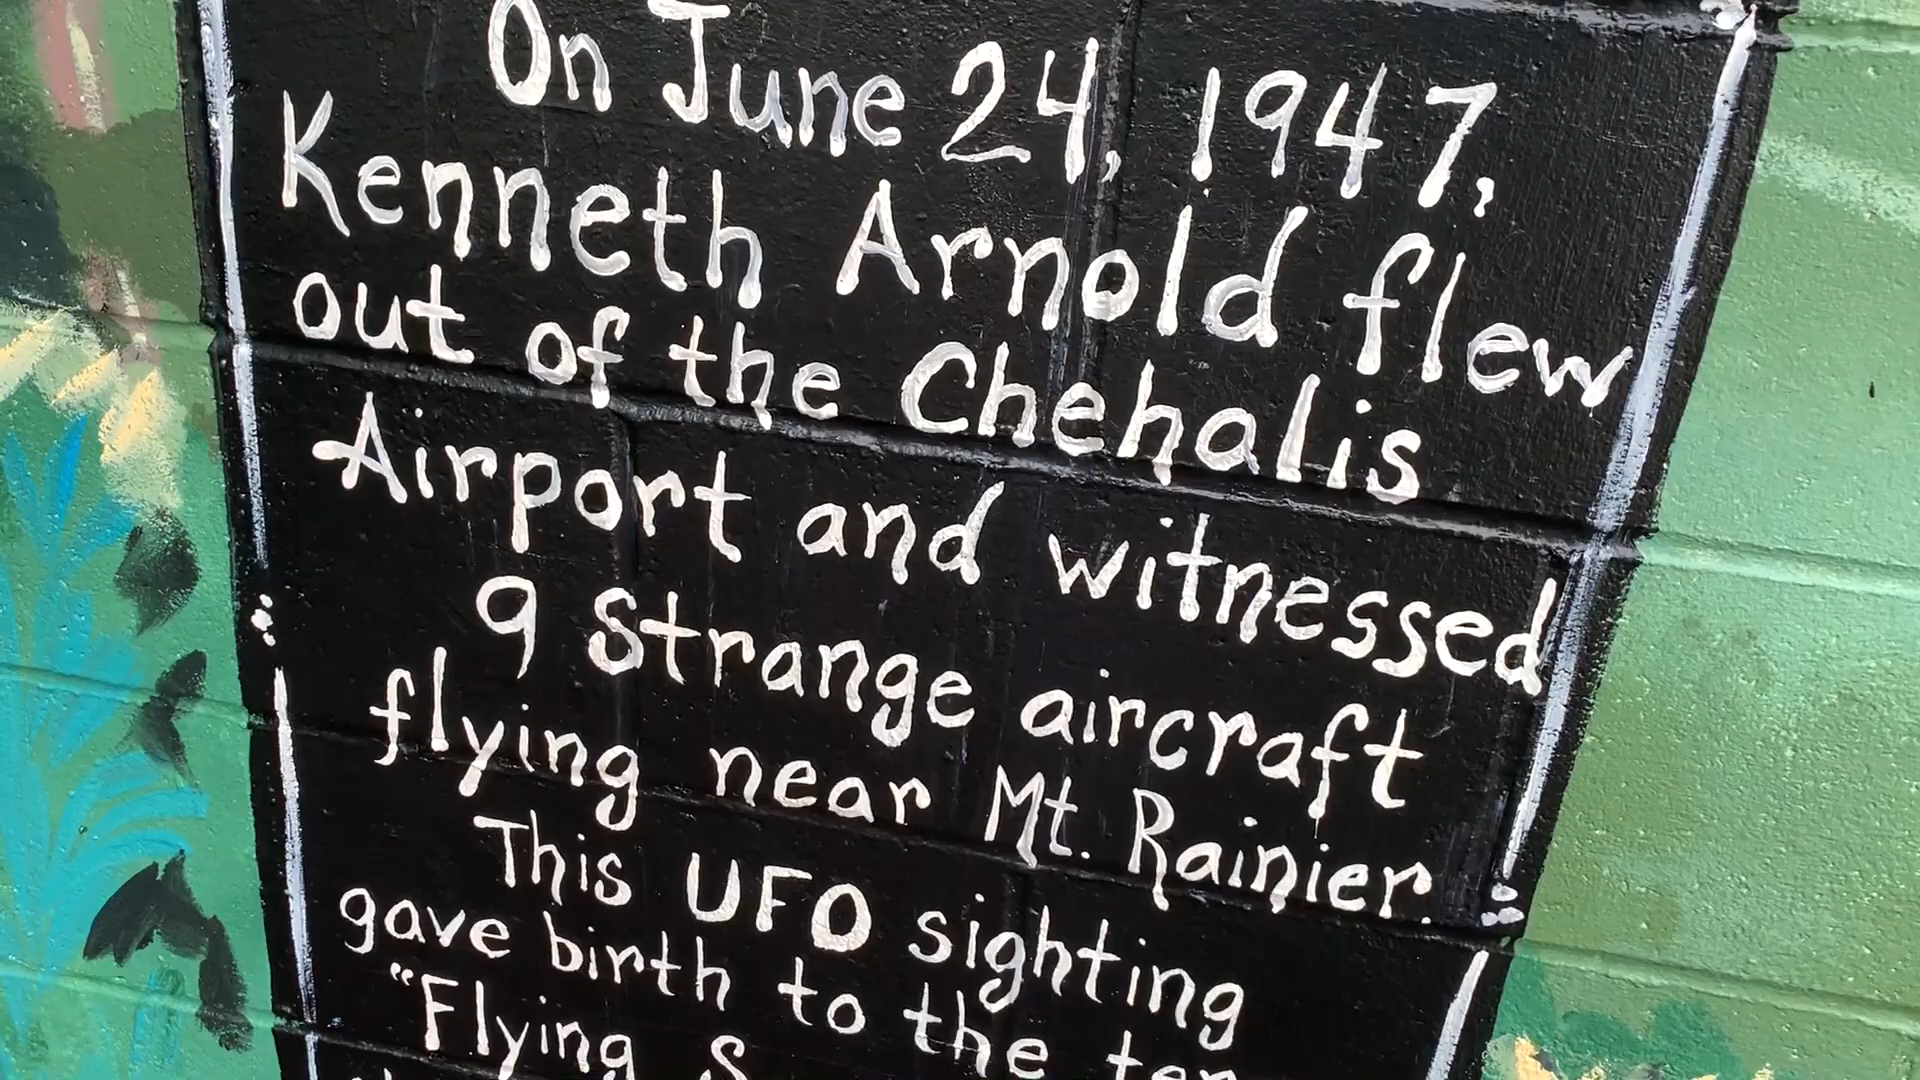 On June 24, 1947,
Kenneth Arnold flew
out of the Chehalis
Airport and witnessed
9 Strange aircraft
flying near Mt. Rainier.
This UFO sighting
gave birth to the
"Flying